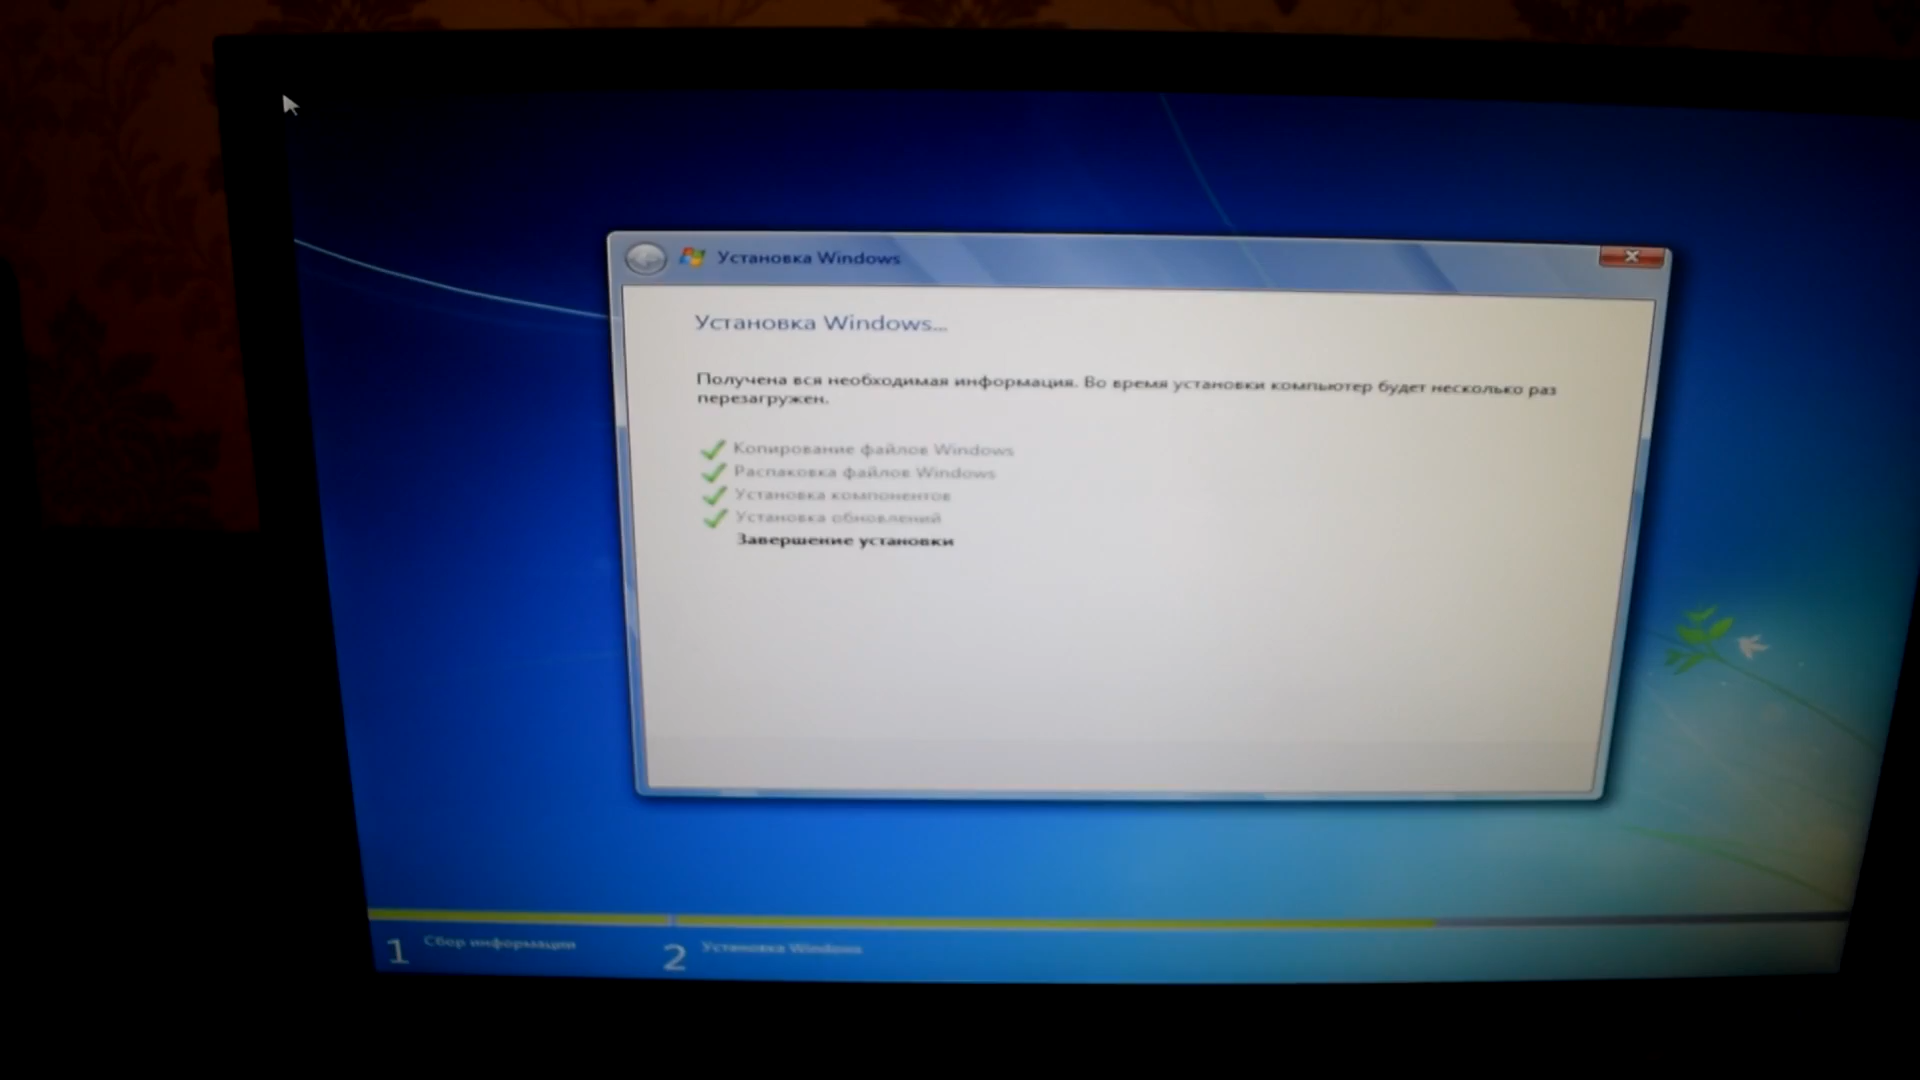 Установка Windows
Установка Windows...
Получена вся необходимая информация. Во время установки компьютер будет несколько раз
перезагружен.
Копирование файлов Windows
Распаковка файлов Windows
Установка компонентов
Установка обновлений
Завершение установки
1 Сбор информации
2 Установка Windows